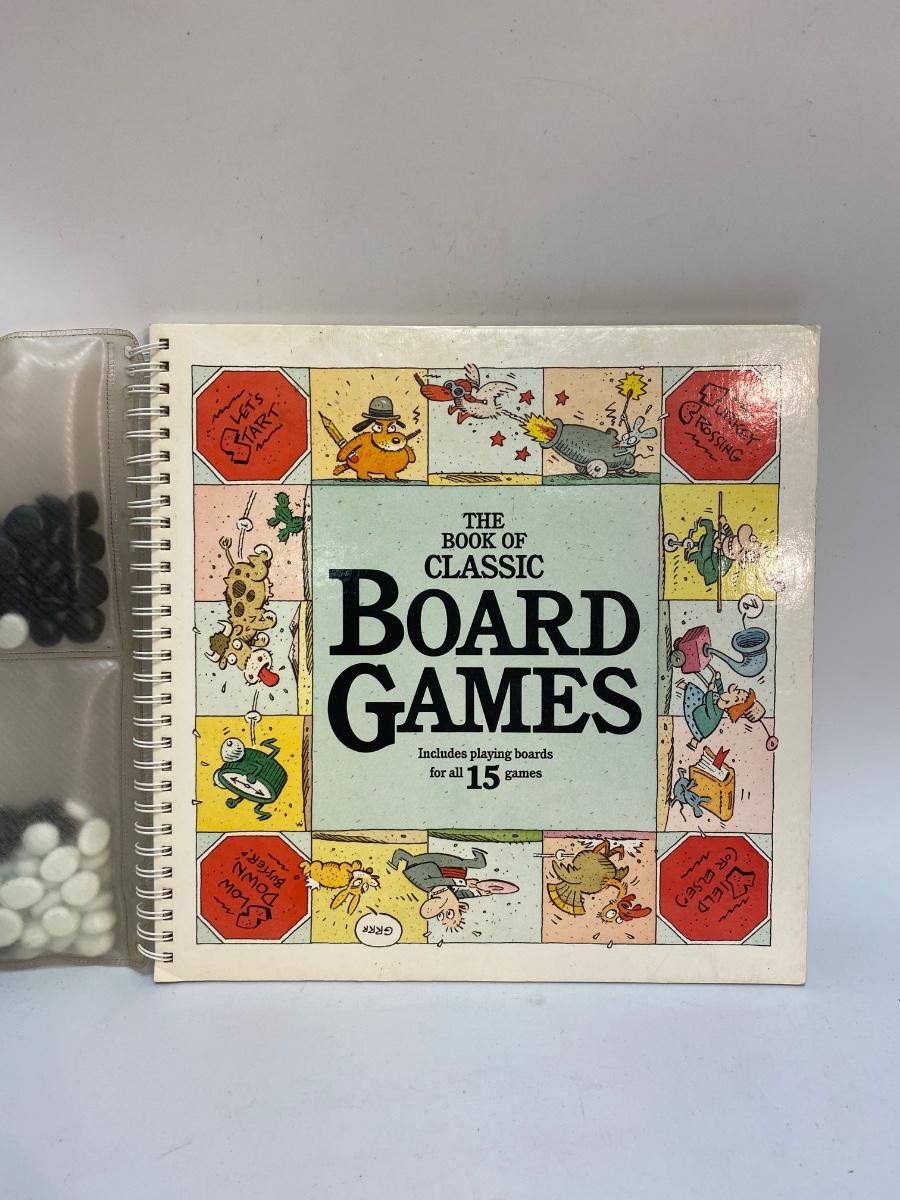 LET'S
START
TURKEY
CROSSING
THE
BOOK OF
CLASSIC
BOARD
GAMES
Includes playing boards
for all 15 games
Z
SLOW
DOWN
BUSTER!
GRRR
YIELD
(OR ELSE)